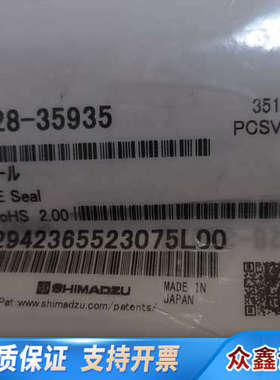 28-35935
351
PCSV
ール
E Seal
oHS 2.00
2942365523075L00
SHIMADZU
MADE IN
JAPAN
Pat.www.shimadzu.com/patents/
质保证 支持开票 众鑫